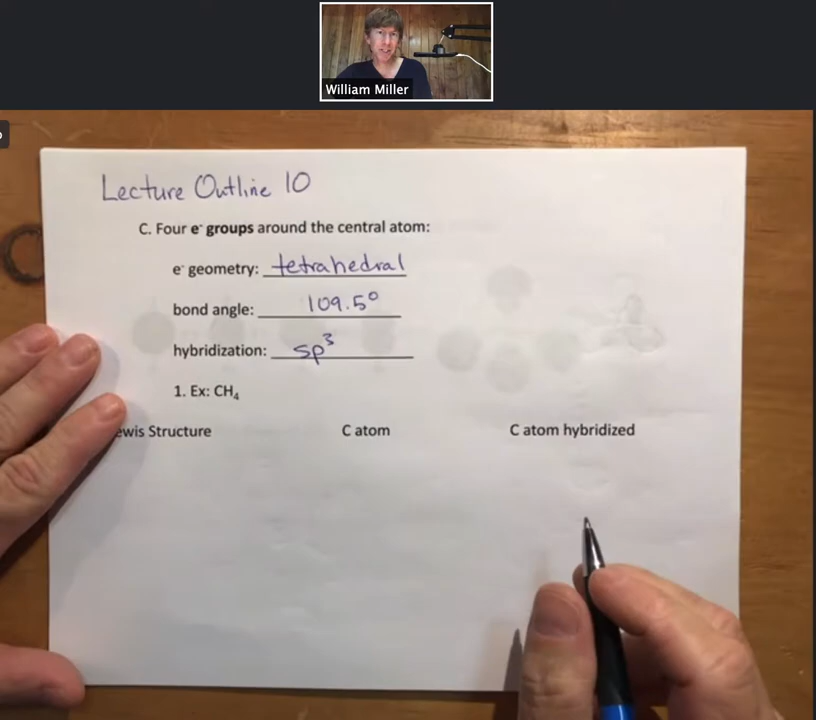 William Miller
Lecture Outline 10
C. Four e⁻ groups around the central atom:
e⁻ geometry: tetrahedral
bond angle: 109.5°
hybridization: sp³
1. Ex: CH₄
ewis Structure C atom C atom hybridized